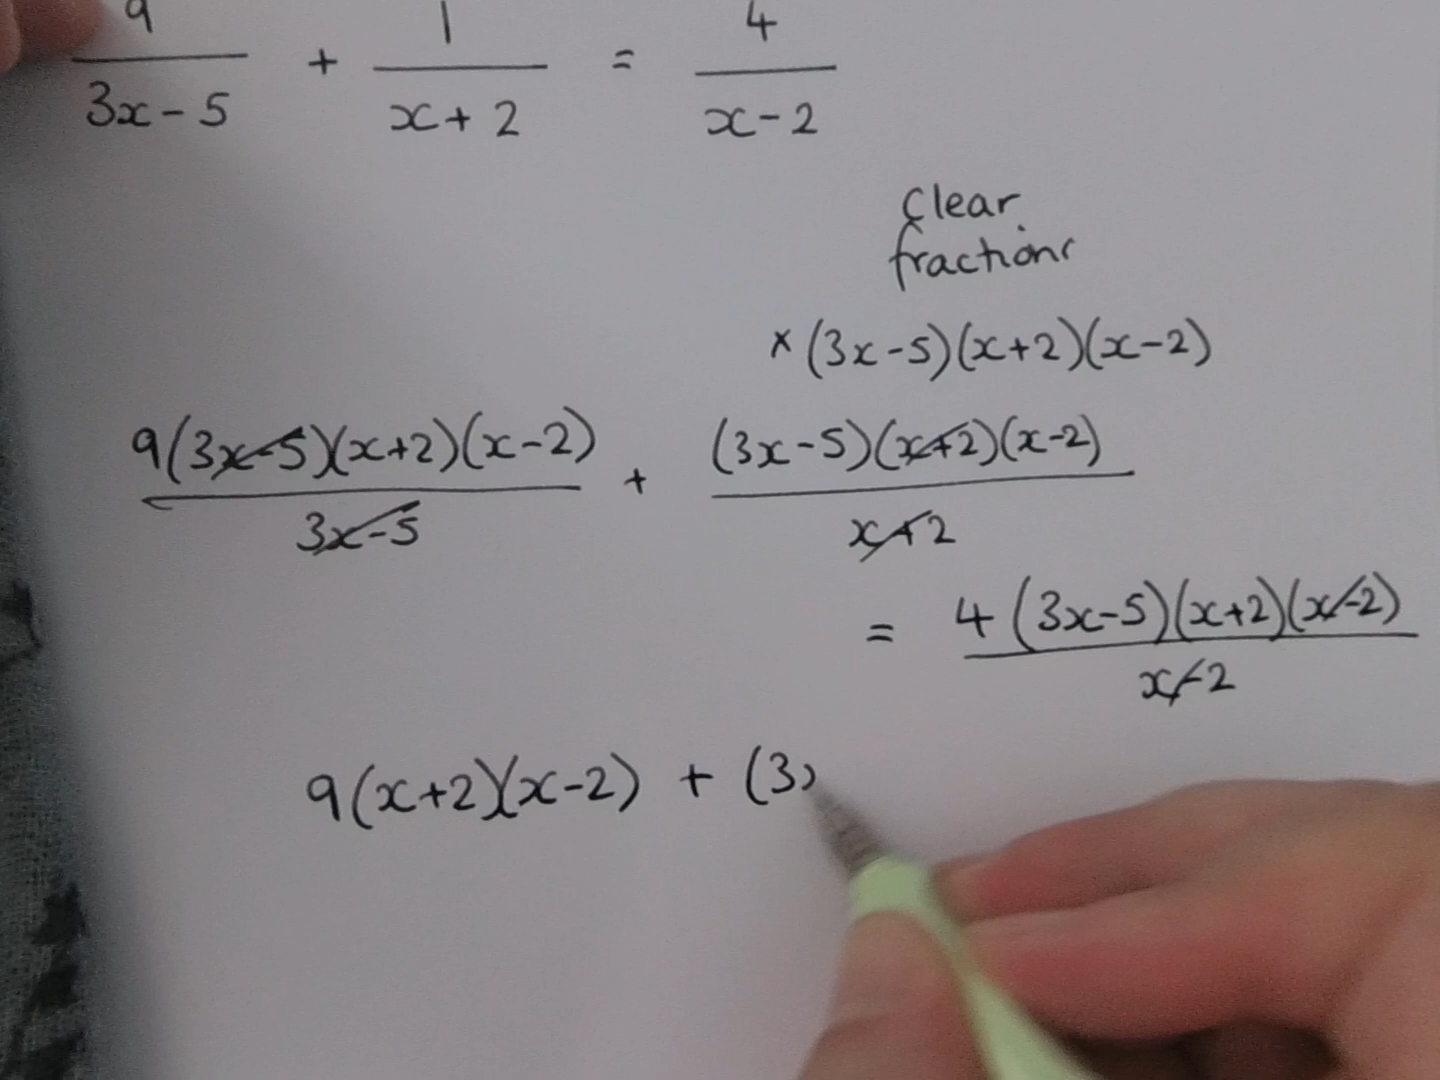 9/(3x-5) + 1/(x+2) = 4/(x-2)
Clear
fractions
×(3x-5)(x+2)(x-2)
9(3x-5)(x+2)(x-2)/(3x-5) + (3x-5)(x+2)(x-2)/(x+2)
= 4(3x-5)(x+2)(x-2)/(x-2)
9(x+2)(x-2) + (3